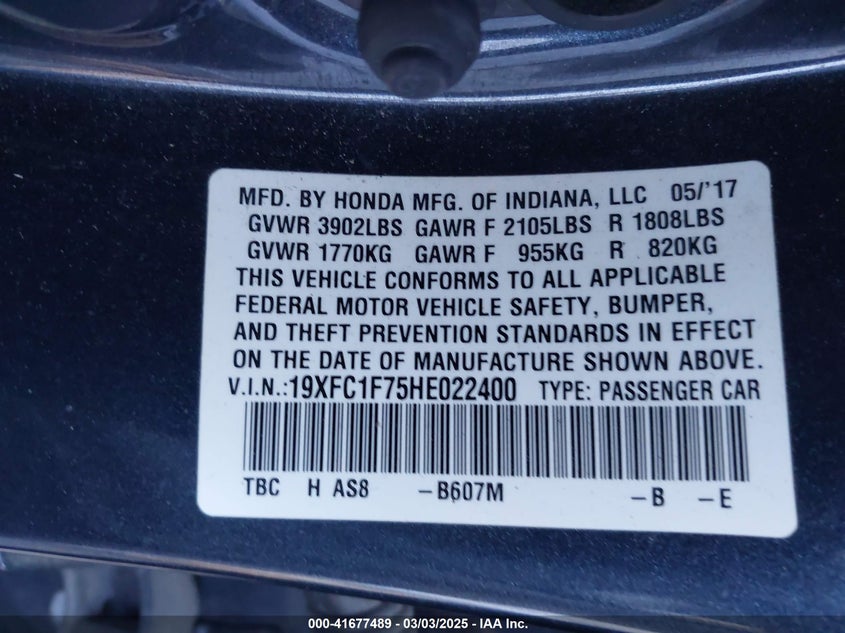 MFD. BY HONDA MFG. OF INDIANA, LLC 05/'17
GVWR 3902LBS GAWR F 2105LBS R 1808LBS
GVWR 1770KG GAWR F 955KG R 820KG
THIS VEHICLE CONFORMS TO ALL APPLICABLE
FEDERAL MOTOR VEHICLE SAFETY, BUMPER,
AND THEFT PREVENTION STANDARDS IN EFFECT
ON THE DATE OF MANUFACTURE SHOWN ABOVE.
V.I.N.:19XFC1F75HE022400 TYPE: PASSENGER CAR
TBC H AS8 -B607M -B -E
000-41677489 - 03/03/2025 - IAA Inc.